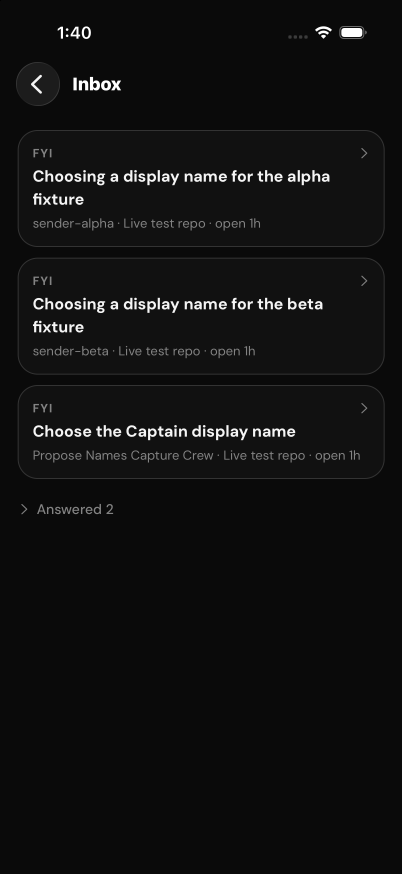 1:40
Inbox
FYI
Choosing a display name for the alpha
fixture
sender-alpha · Live test repo · open 1h
FYI
Choosing a display name for the beta
fixture
sender-beta · Live test repo · open 1h
FYI
Choose the Captain display name
Propose Names Capture Crew · Live test repo · open 1h
Answered 2